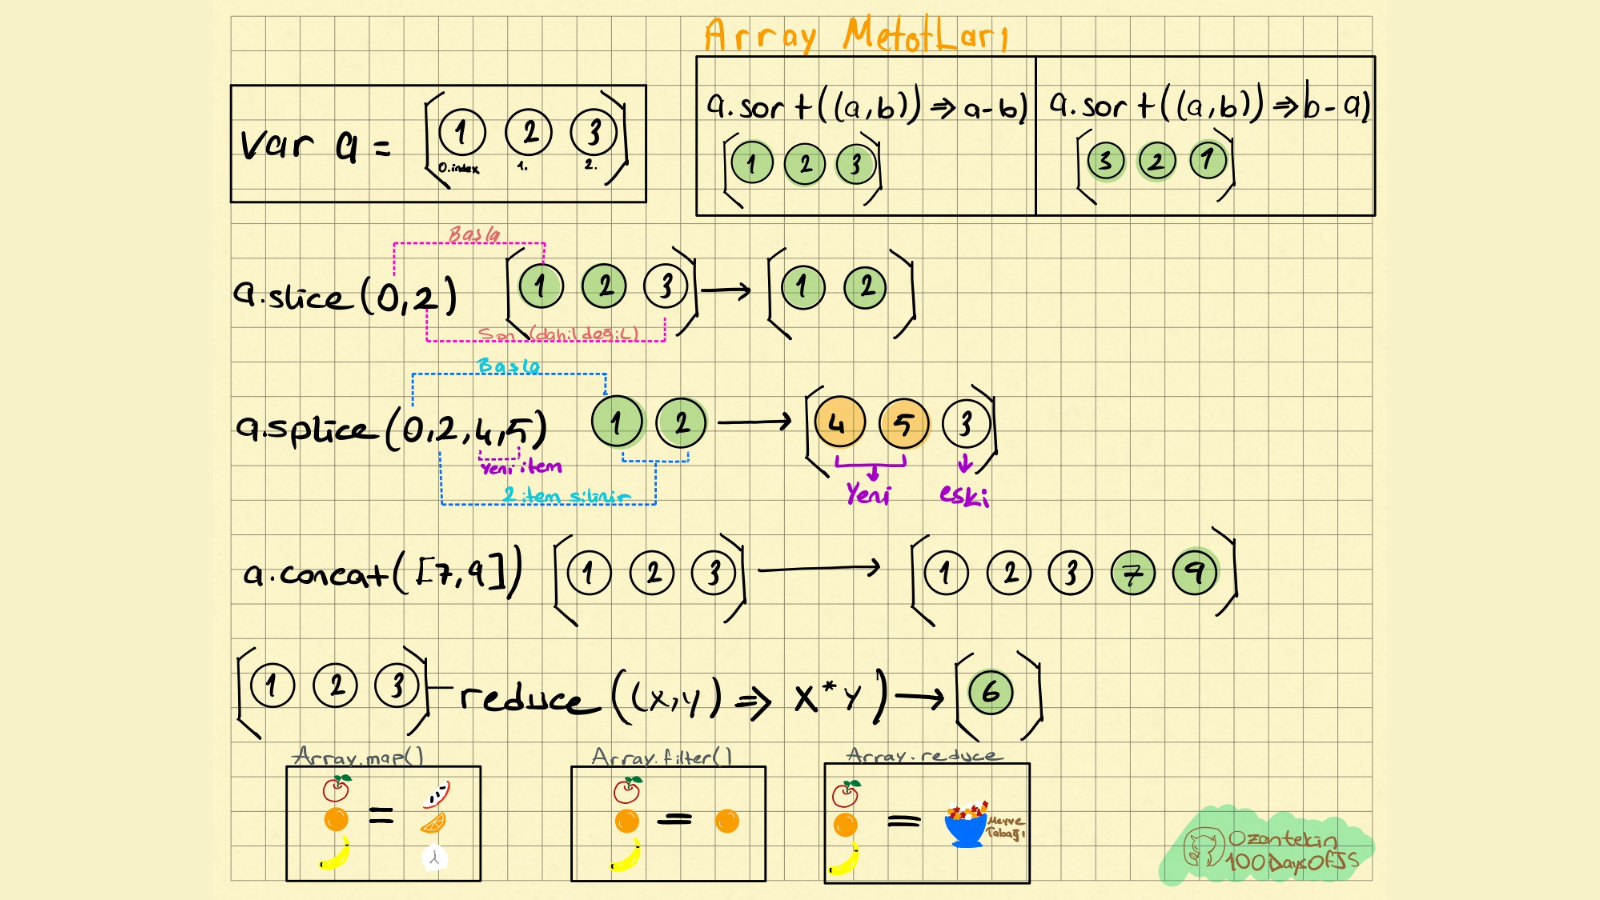 Array Metotları
var a = [1 2 3]
0.index 1. 2.
a.sort((a,b)) => a-b)
[1 2 3]
a.sort((a,b)) => b-a)
[3 2 1]
Basla
a.slice(0,2) [1 2 3] → [1 2]
Son (dahil değil)
Basla
a.splice(0,2,4,5) 1 2 → [4 5 3]
Yeni item
2 item silinir
Yeni eski
a.concat([7,9]) [1 2 3] → [1 2 3 7 9]
[1 2 3] - reduce((x,y) => x*y) → [6]
Array.map()
=
Array.filter()
=
Array.reduce
=
Meyve
Tabağı
Ozantekin
100DaysOfJS